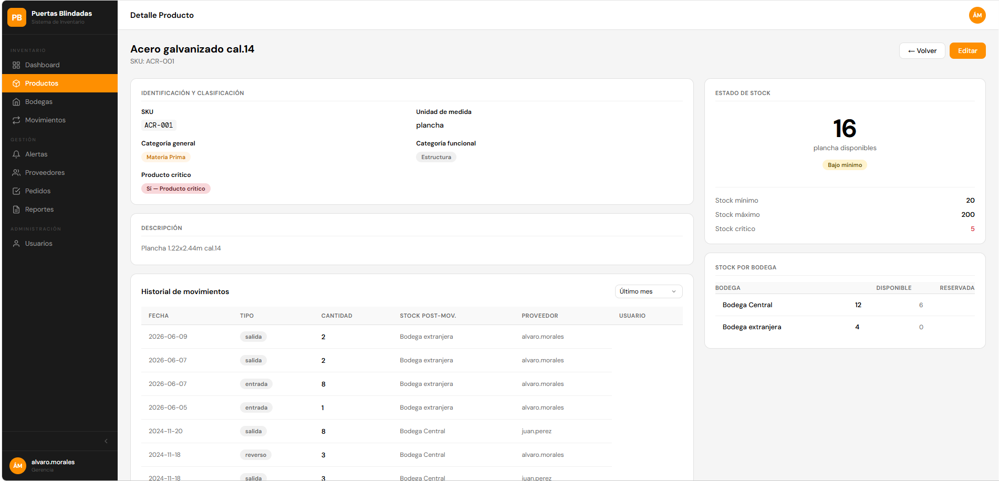 PB
Puertas Blindadas
Sistema de Inventario
INVENTARIO
Dashboard
Productos
Bodegas
Movimientos
GESTIÓN
Alertas
Proveedores
Pedidos
Reportes
ADMINISTRACIÓN
Usuarios
ÁM
alvaro.morales
Gerencia
Detalle Producto
ÁM
Acero galvanizado cal.14
SKU: ACR-001
← Volver
Editar
IDENTIFICACIÓN Y CLASIFICACIÓN
SKU
ACR-001
Unidad de medida
plancha
Categoría general
Materia Prima
Categoría funcional
Estructura
Producto crítico
Sí — Producto crítico
DESCRIPCIÓN
Plancha 1.22x2.44m cal.14
Historial de movimientos
Último mes
FECHA TIPO CANTIDAD STOCK POST-MOV. PROVEEDOR USUARIO
2026-06-09 salida 2 Bodega extranjera alvaro.morales
2026-06-07 salida 2 Bodega extranjera alvaro.morales
2026-06-07 entrada 8 Bodega extranjera alvaro.morales
2026-06-05 entrada 1 Bodega extranjera alvaro.morales
2024-11-20 salida 8 Bodega Central juan.perez
2024-11-18 reverso 3 Bodega Central alvaro.morales
2024-11-18 salida 3 Bodega Central juan.perez
ESTADO DE STOCK
16
plancha disponibles
Bajo mínimo
Stock mínimo 20
Stock máximo 200
Stock crítico 5
STOCK POR BODEGA
BODEGA DISPONIBLE RESERVADA
Bodega Central 12 6
Bodega extranjera 4 0